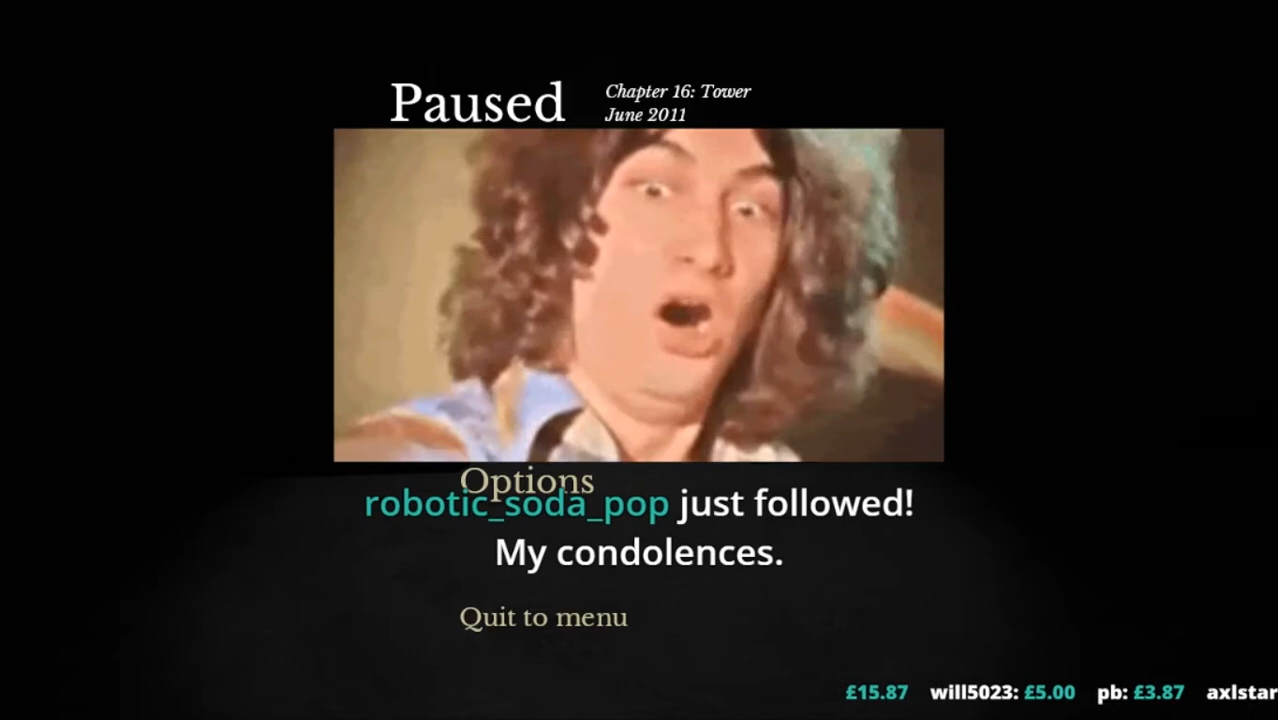 Paused
Chapter 16: Tower
June 2011
Options
robotic_soda_pop just followed!
My condolences.
Quit to menu
£15.87 will5023: £5.00 pb: £3.87 axlstar